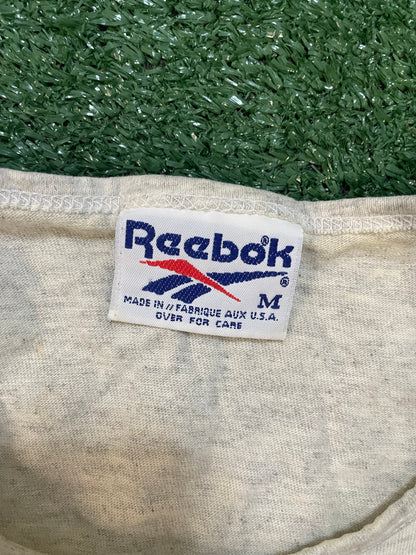 Reebok®
M ®
MADE IN // FABRIQUE AUX U.S.A.
OVER FOR CARE